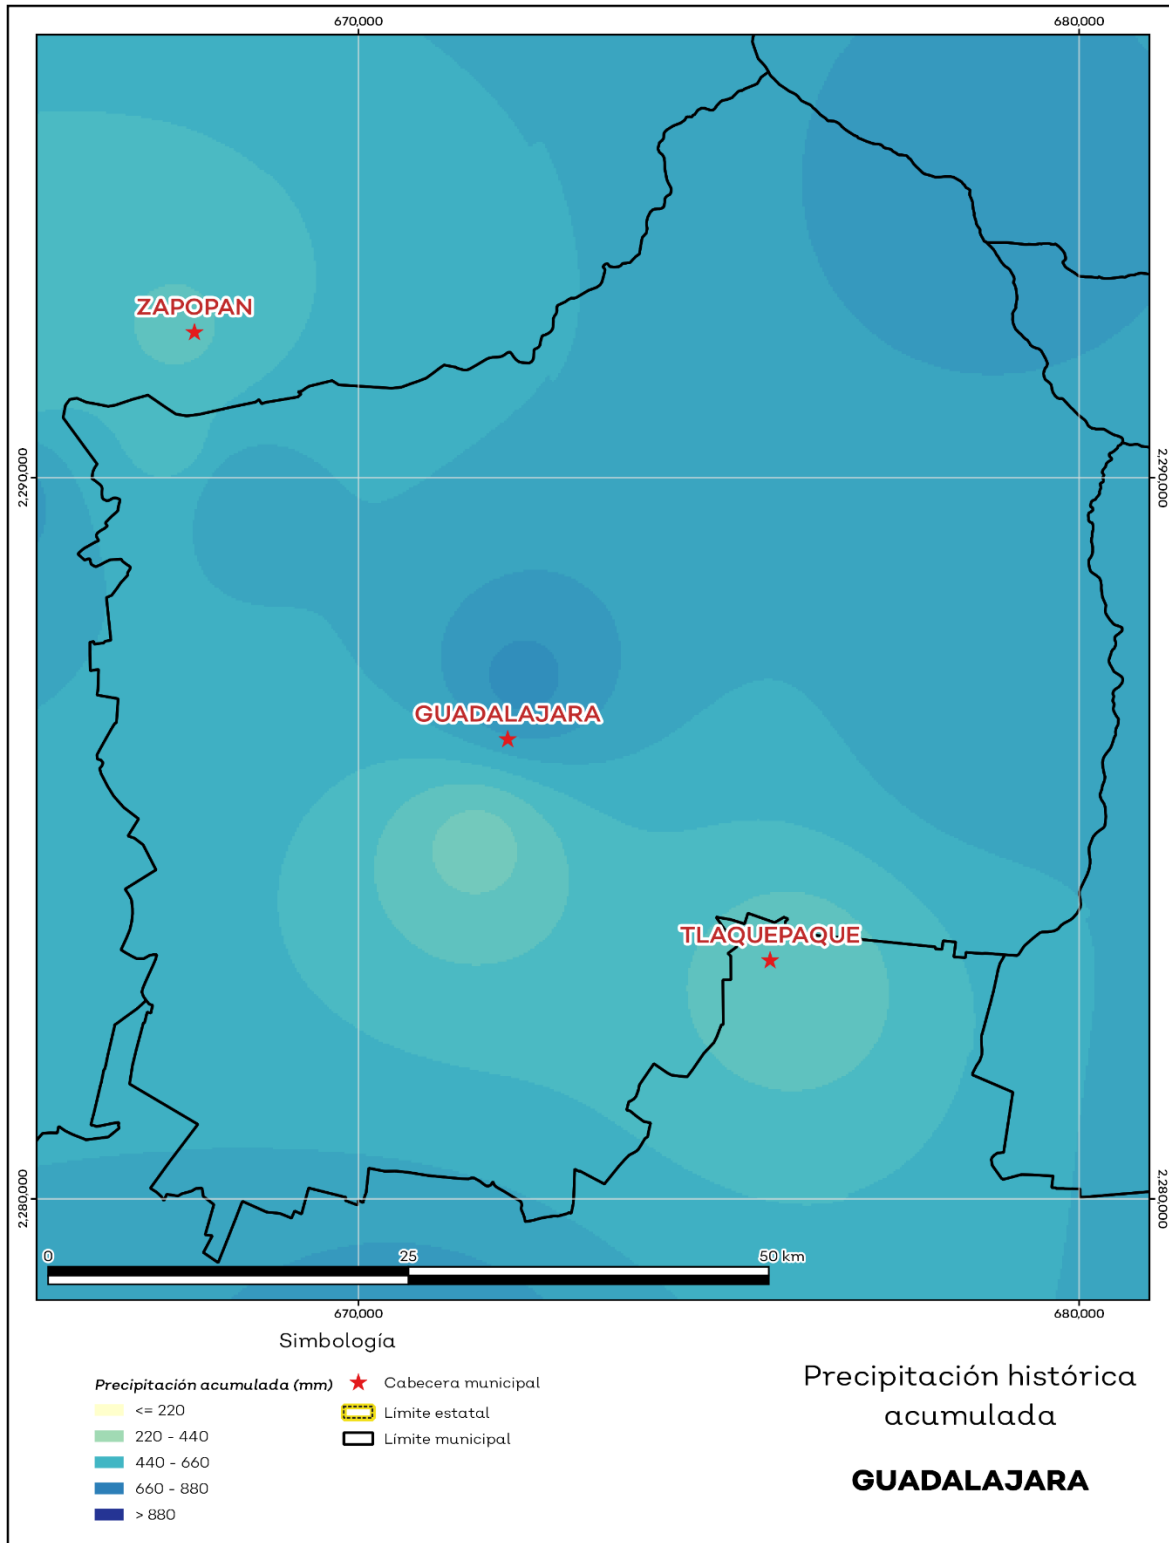 670,000
680,000
ZAPOPAN
2,290,000
2,290,000
GUADALAJARA
TLAQUEPAQUE
2,280,000
2,280,000
0
25
50 km
670,000
680,000
Simbología
Precipitación acumulada (mm)
<= 220
220 - 440
440 - 660
660 - 880
> 880
Cabecera municipal
Límite estatal
Límite municipal
Precipitación histórica
acumulada
GUADALAJARA